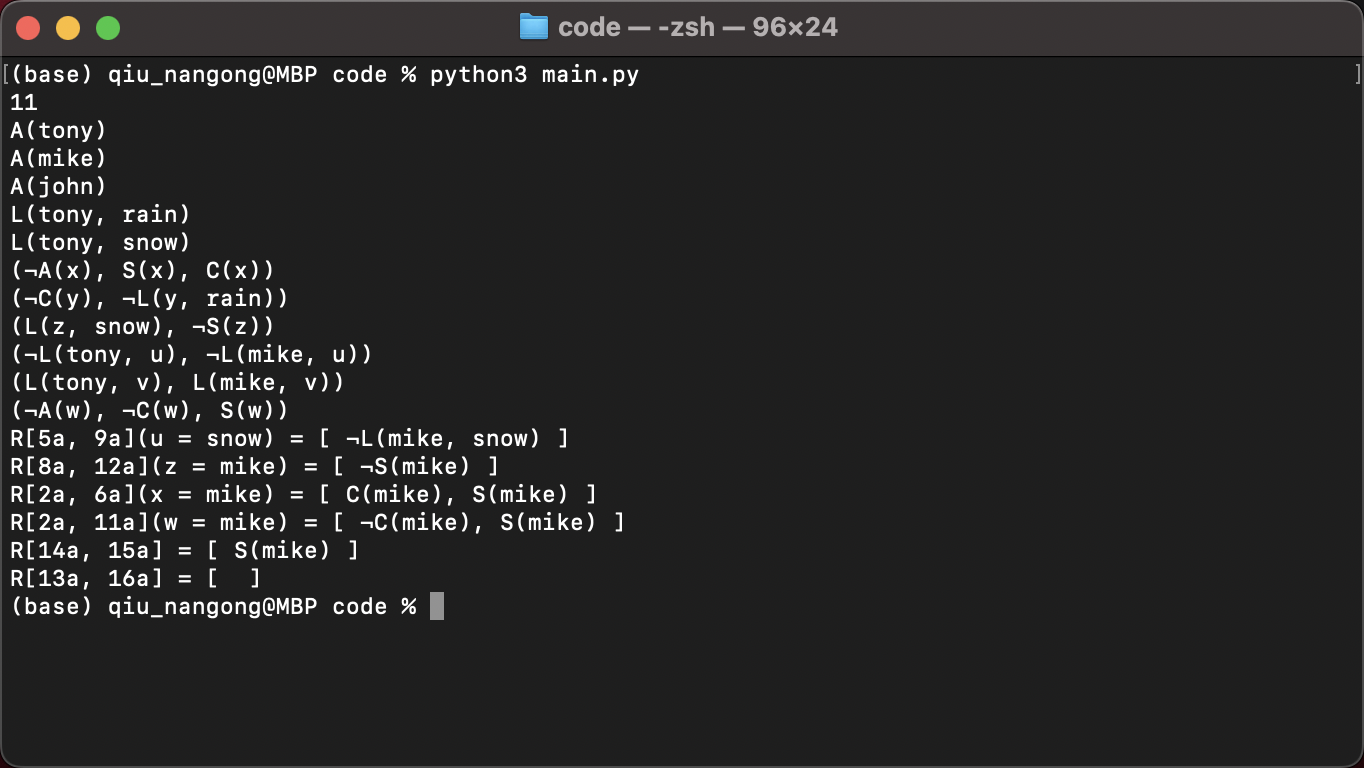 code — -zsh — 96×24
[(base) qiu_nangong@MBP code % python3 main.py ]
11
A(tony)
A(mike)
A(john)
L(tony, rain)
L(tony, snow)
(¬A(x), S(x), C(x))
(¬C(y), ¬L(y, rain))
(L(z, snow), ¬S(z))
(¬L(tony, u), ¬L(mike, u))
(L(tony, v), L(mike, v))
(¬A(w), ¬C(w), S(w))
R[5a, 9a](u = snow) = [ ¬L(mike, snow) ]
R[8a, 12a](z = mike) = [ ¬S(mike) ]
R[2a, 6a](x = mike) = [ C(mike), S(mike) ]
R[2a, 11a](w = mike) = [ ¬C(mike), S(mike) ]
R[14a, 15a] = [ S(mike) ]
R[13a, 16a] = [  ]
(base) qiu_nangong@MBP code %